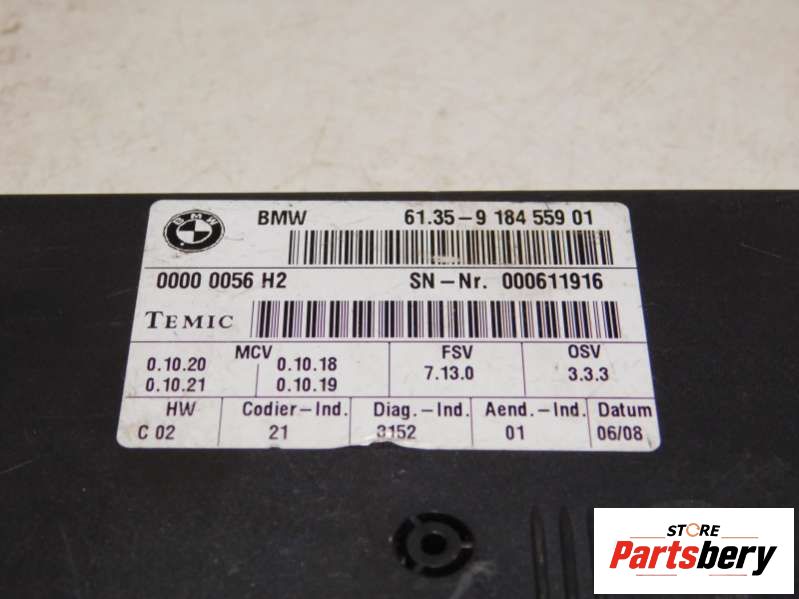 BMW
BMW 61.35-9 184 559 01
0000 0056 H2 SN-Nr. 000611916
TEMIC
MCV FSV OSV
0.10.20 0.10.18 7.13.0 3.3.3
0.10.21 0.10.19
HW Codier-Ind. Diag.-Ind. Aend.-Ind. Datum
C 02 21 3152 01 06/08
STORE
Partsbery